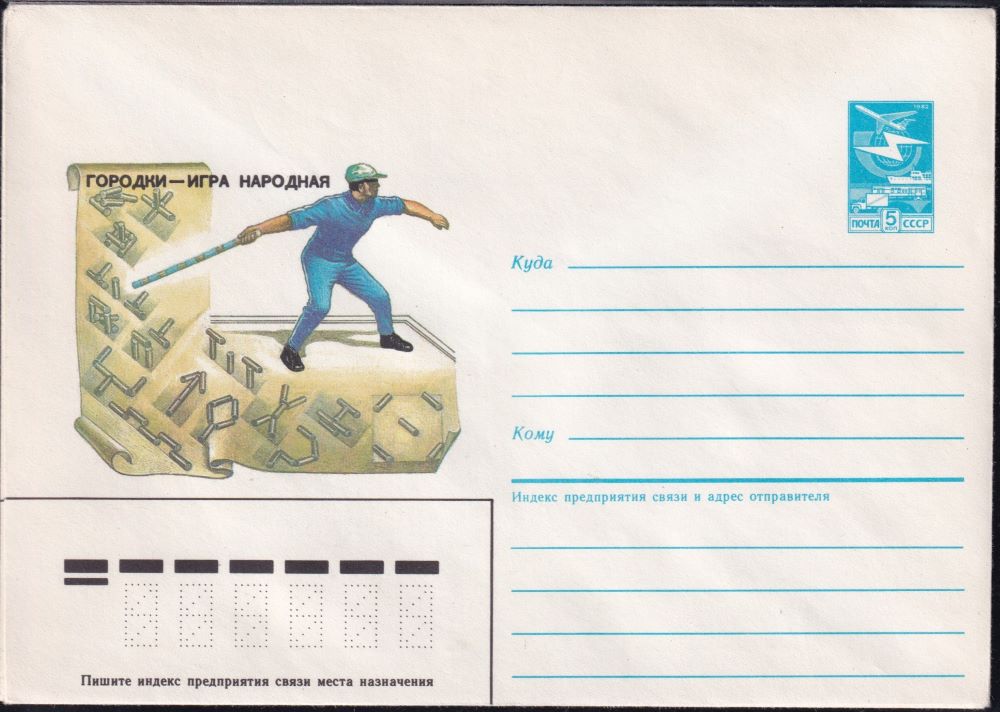 ГОРОДКИ—ИГРА НАРОДНАЯ
1982
ПОЧТА 5 КОП СССР
Куда
Кому
Индекс предприятия связи и адрес отправителя
Пишите индекс предприятия связи места назначения